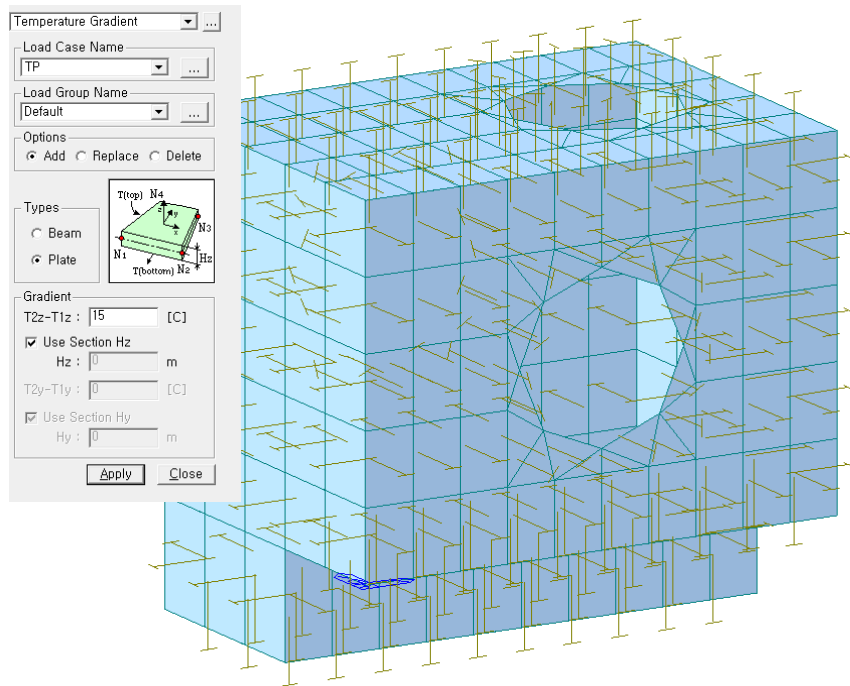 Temperature Gradient
...
Load Case Name
TP
...
Load Group Name
Default
...
Options
Add Replace Delete
Types
Beam
Plate
T(top) N4
z y x
N3
N1
Hz
T(bottom) N2
Gradient
T2z-T1z : 15 [C]
Use Section Hz
Hz : 0 m
T2y-T1y : 0 [C]
Use Section Hy
Hy : 0 m
Apply Close